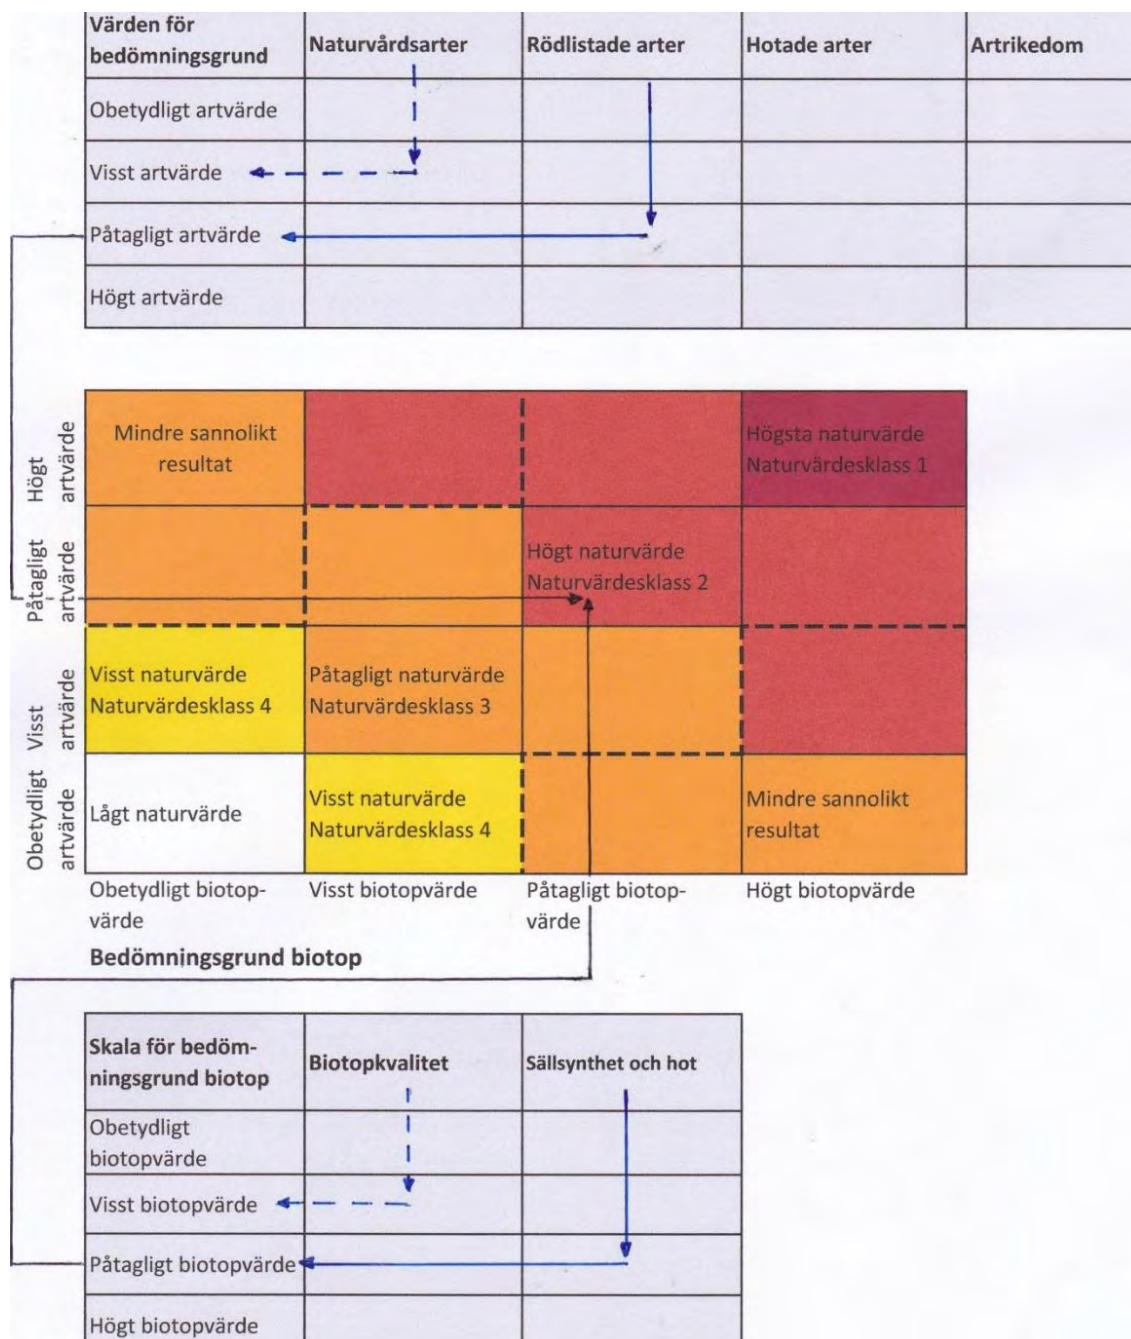 Värden för
bedömningsgrund
Naturvårdsarter
Rödlistade arter
Hotade arter
Artrikedom
Obetydligt artvärde
Visst artvärde
Påtagligt artvärde
Högt artvärde
Högt
artvärde
Mindre sannolikt
resultat
Högsta naturvärde
Naturvärdesklass 1
Påtagligt
artvärde
Högt naturvärde
Naturvärdesklass 2
Visst
artvärde
Visst naturvärde
Naturvärdesklass 4
Påtagligt naturvärde
Naturvärdesklass 3
Obetydligt
artvärde
Lågt naturvärde
Visst naturvärde
Naturvärdesklass 4
Mindre sannolikt
resultat
Obetydligt biotop-
värde
Visst biotopvärde
Påtagligt biotop-
värde
Högt biotopvärde
Bedömningsgrund biotop
Skala för bedöm-
ningsgrund biotop
Biotopkvalitet
Sällsynthet och hot
Obetydligt
biotopvärde
Visst biotopvärde
Påtagligt biotopvärde
Högt biotopvärde